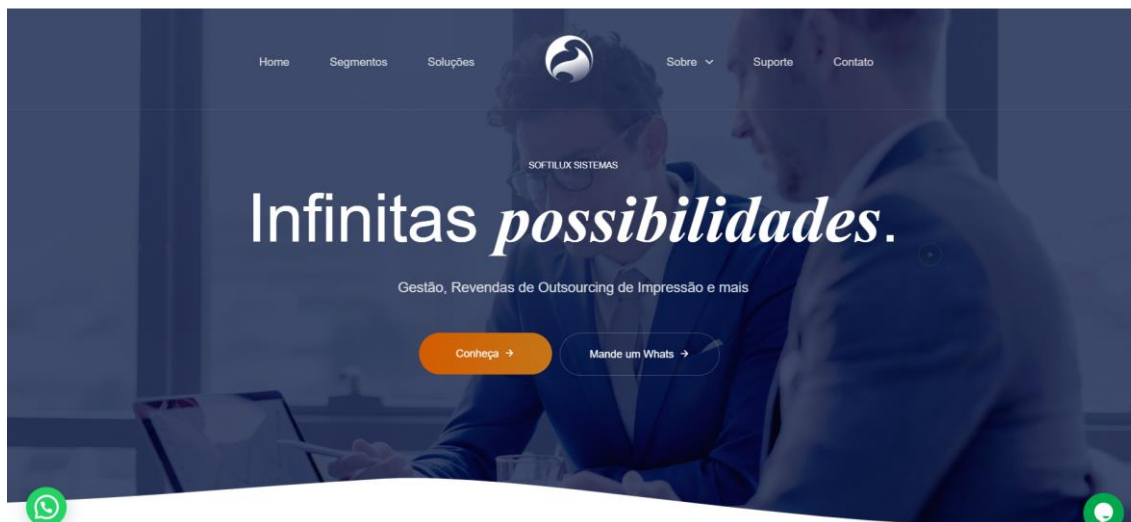 Home Segmentos Soluções Sobre Suporte Contato
SOFTILUX SISTEMAS
Infinitas possibilidades.
Gestão, Revendas de Outsourcing de Impressão e mais
Conheça → Mande um Whats →